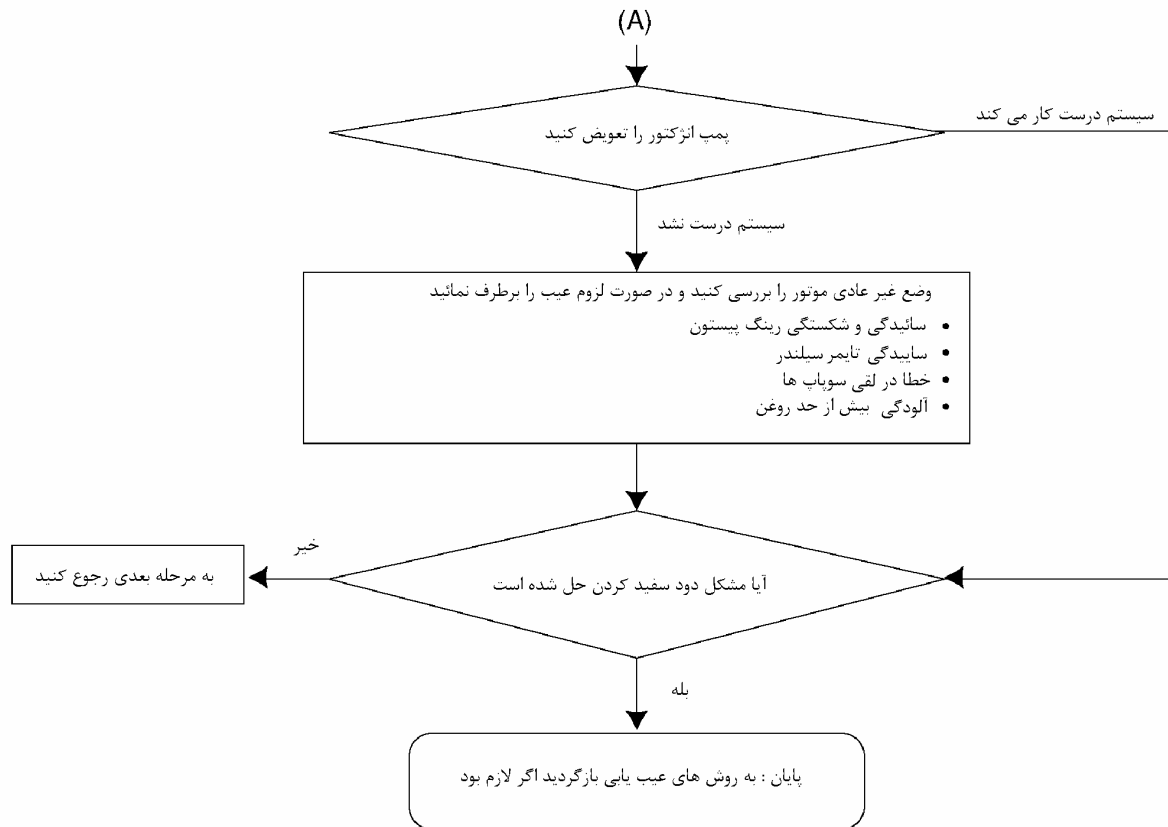 (A)
پمپ انژکتور را تعویض کنید
سیستم درست کار می کند
سیستم درست نشد
وضع غیر عادی موتور را بررسی کنید و در صورت لزوم عیب را برطرف نمائید
• سائیدگی و شکستگی رینگ پیستون
• ساییدگی تایمر سیلندر
• خطا در لقی سوپاپ ها
• آلودگی بیش از حد روغن
آیا مشکل دود سفید کردن حل شده است
خیر
به مرحله بعدی رجوع کنید
بله
پایان : به روش های عیب یابی بازگردید اگر لازم بود